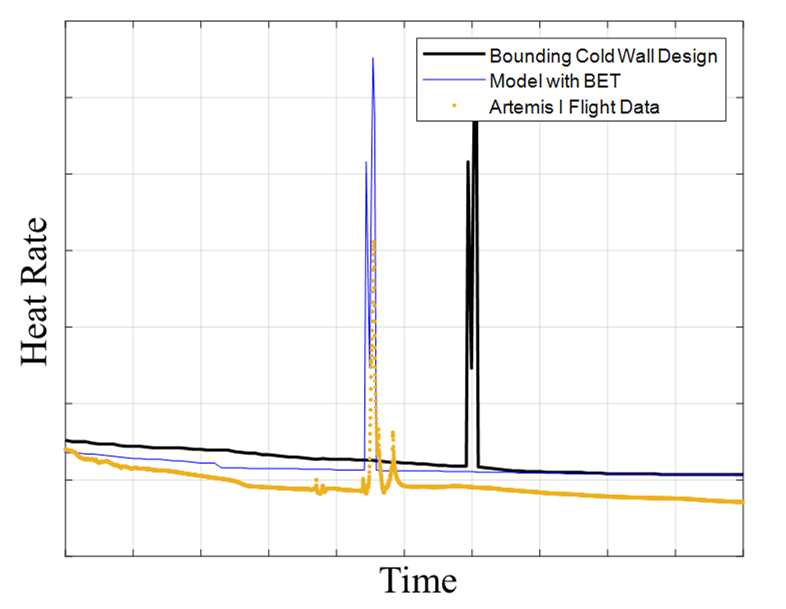 Bounding Cold Wall Design
Model with BET
Artemis I Flight Data
Heat Rate
Time